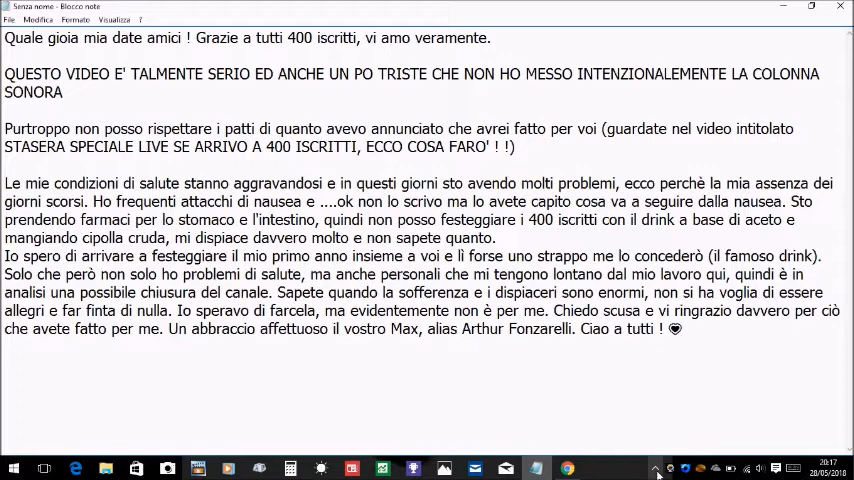 Senza nome - Blocco note
File Modifica Formato Visualizza ?
Quale gioia mia date amici ! Grazie a tutti 400 iscritti, vi amo veramente.
QUESTO VIDEO E' TALMENTE SERIO ED ANCHE UN PO TRISTE CHE NON HO MESSO INTENZIONALEMENTE LA COLONNA
SONORA
Purtroppo non posso rispettare i patti di quanto avevo annunciato che avrei fatto per voi (guardate nel video intitolato
STASERA SPECIALE LIVE SE ARRIVO A 400 ISCRITTI, ECCO COSA FARO' ! !)
Le mie condizioni di salute stanno aggravandosi e in questi giorni sto avendo molti problemi, ecco perchè la mia assenza dei
giorni scorsi. Ho frequenti attacchi di nausea e ....ok non lo scrivo ma lo avete capito cosa va a seguire dalla nausea. Sto
prendendo farmaci per lo stomaco e l'intestino, quindi non posso festeggiare i 400 iscritti con il drink a base di aceto e
mangiando cipolla cruda, mi dispiace davvero molto e non sapete quanto.
Io spero di arrivare a festeggiare il mio primo anno insieme a voi e lì forse uno strappo me lo concederò (il famoso drink).
Solo che però non solo ho problemi di salute, ma anche personali che mi tengono lontano dal mio lavoro qui, quindi è in
analisi una possibile chiusura del canale. Sapete quando la sofferenza e i dispiaceri sono enormi, non si ha voglia di essere
allegri e far finta di nulla. Io speravo di farcela, ma evidentemente non è per me. Chiedo scusa e vi ringrazio davvero per ciò
che avete fatto per me. Un abbraccio affettuoso il vostro Max, alias Arthur Fonzarelli. Ciao a tutti !
20:17
28/05/2018